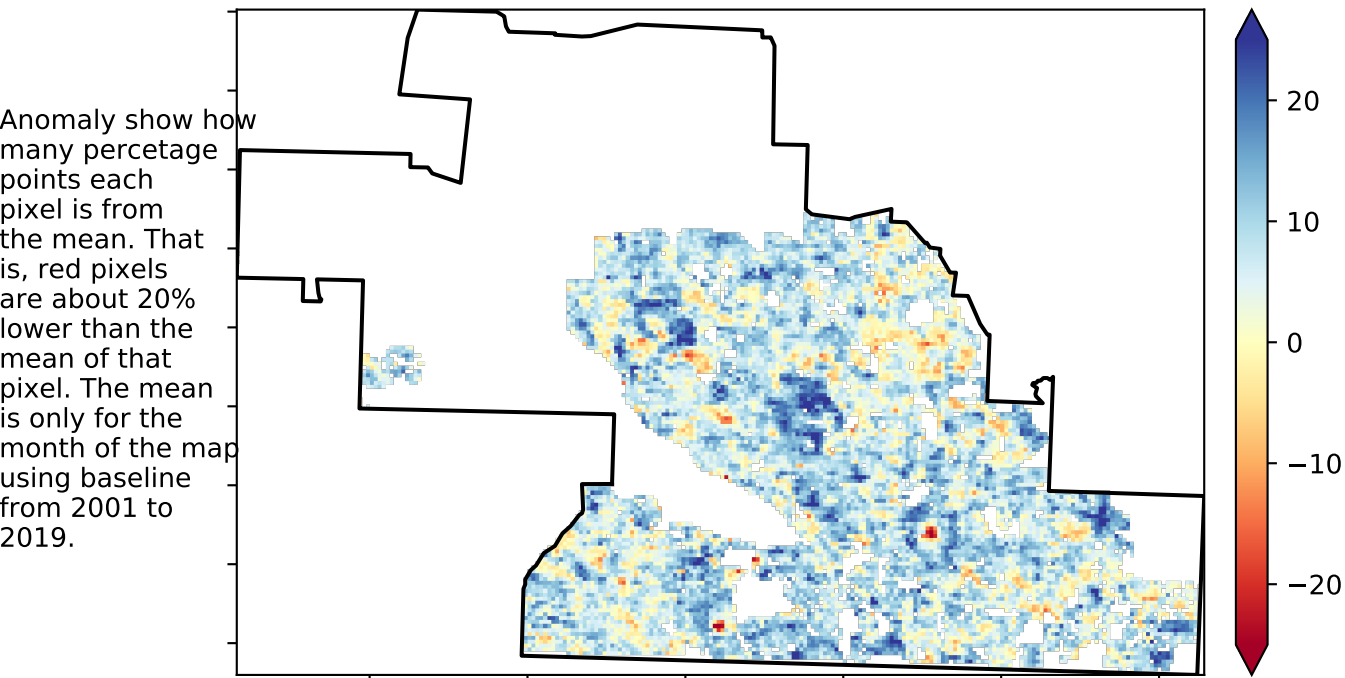 Anomaly show how
many percetage
points each
pixel is from
the mean. That
is, red pixels
are about 20%
lower than the
mean of that
pixel. The mean
is only for the
month of the map
using baseline
from 2001 to
2019.
20
10
0
−10
−20